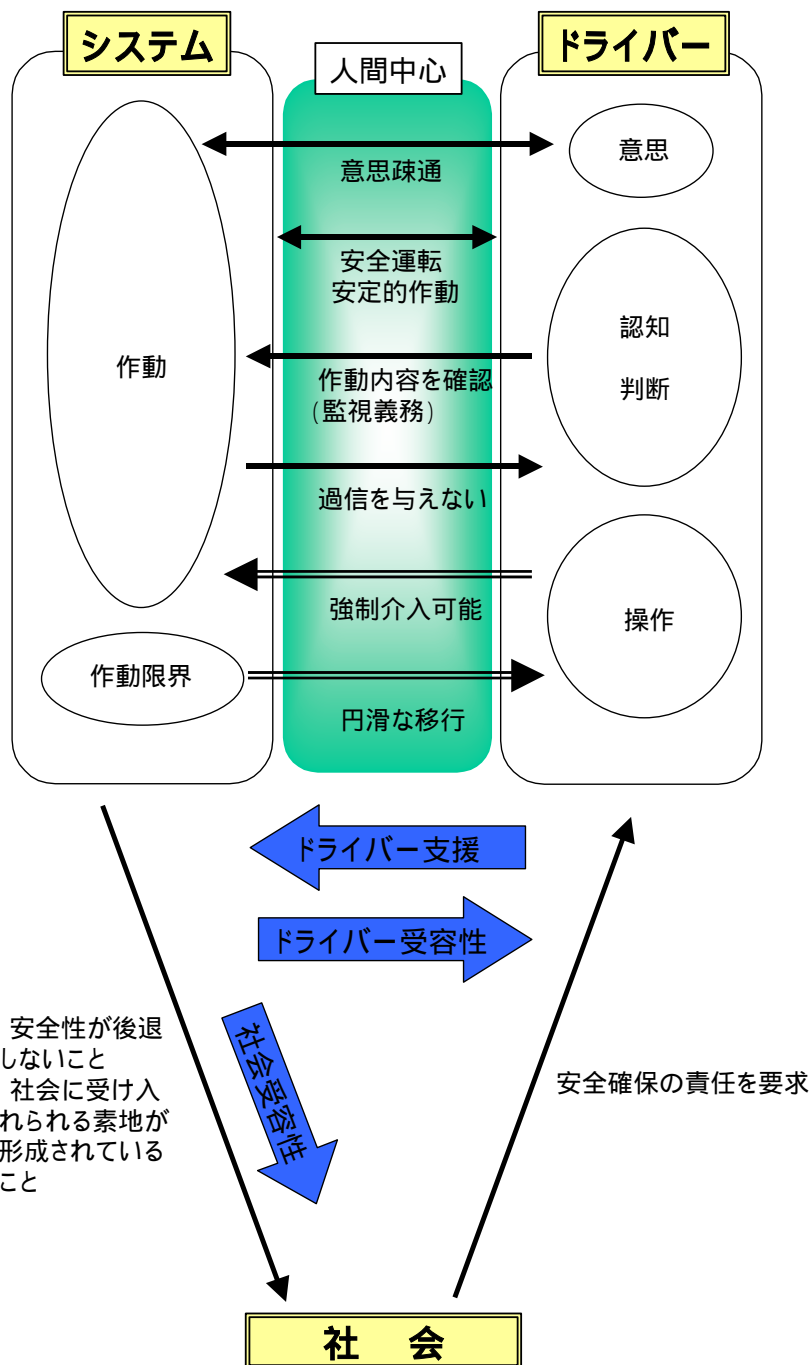 システム
人間中心
ドライバー
意思疎通
意思
安全運転
安定的作動
認知
判断
作動
作動内容を確認
(監視義務)
過信を与えない
強制介入可能
操作
作動限界
円滑な移行
ドライバー支援
ドライバー受容性
社会受容性
安全性が後退
しないこと
社会に受け入
れられる素地が
形成されている
こと
安全確保の責任を要求
社　会